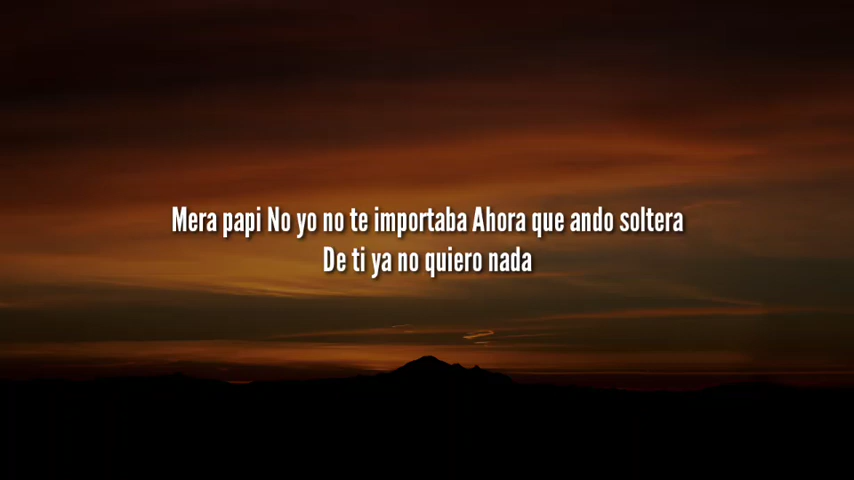 Mera papi No yo no te importaba Ahora que ando soltera
De ti ya no quiero nada